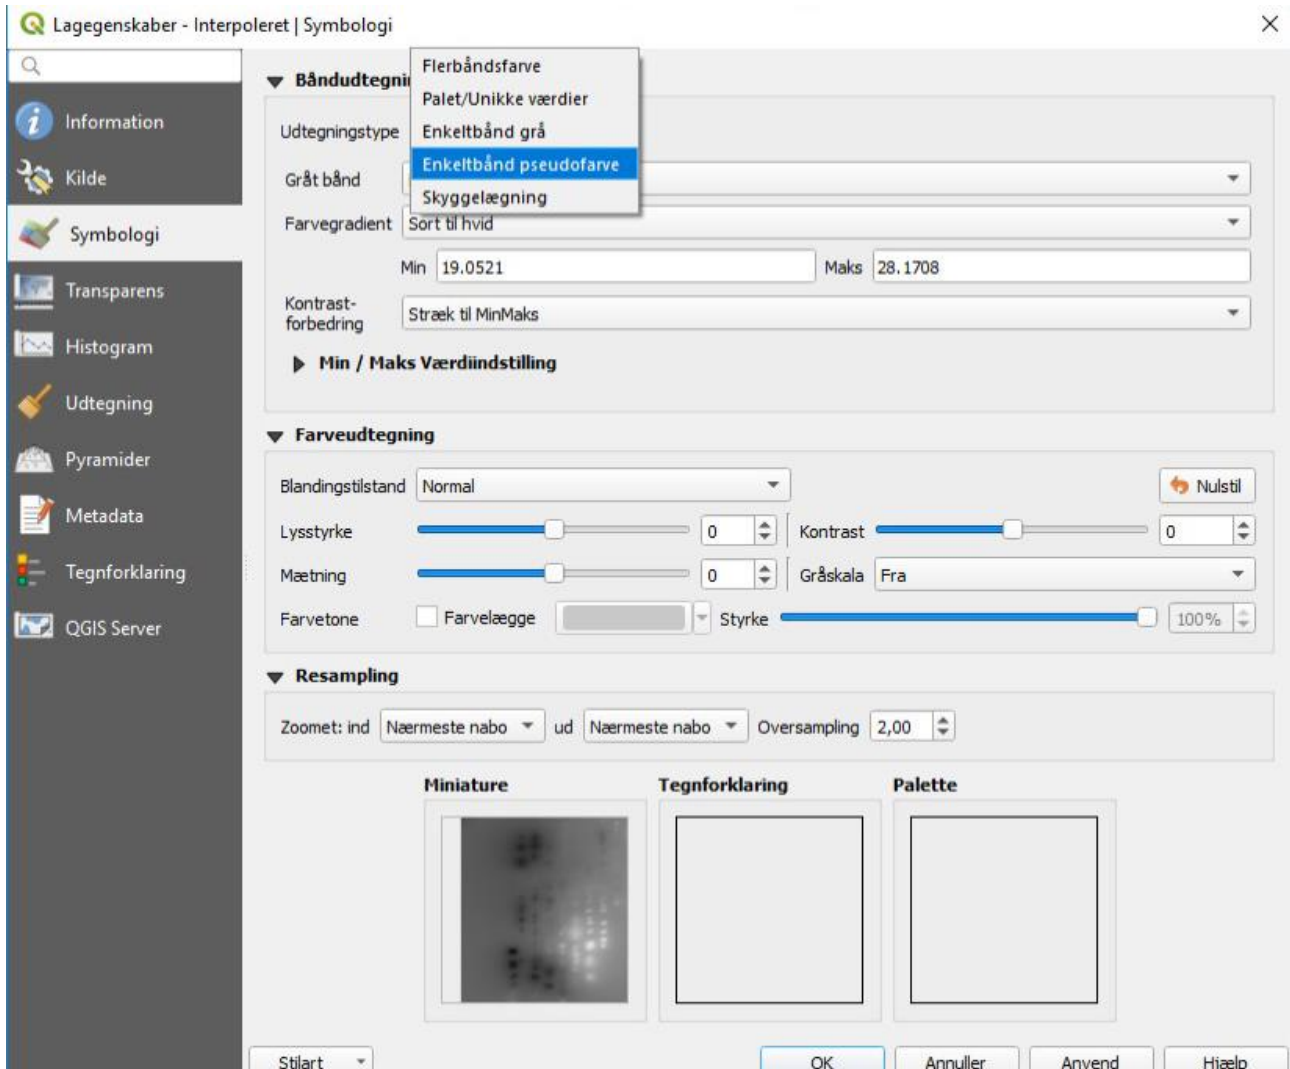 Lagegenskaber - Interpoleret | Symbologi
Information
Kilde
Symbologi
Transparens
Histogram
Udtegning
Pyramider
Metadata
Tegnforklaring
QGIS Server
Flerbåndsfarve
Palet/Unikke værdier
Udtegningstype
Enkeltbånd grå
Enkeltbånd pseudofarve
Gråt bånd
Skyggelægning
Farvegradient Sort til hvid
Min 19.0521 Maks 28.1708
Kontrast-
forbedring
Stræk til MinMaks
Min / Maks Værdiindstilling
Farveudtegning
Blandingstilstand Normal Nulstil
Lysstyrke 0 Kontrast 0
Mætning 0 Gråskala Fra
Farvetone Farvelægge Styrke 100%
Resampling
Zoomet: ind Nærmeste nabo ud Nærmeste nabo Oversampling 2,00
Miniature Tegnforklaring Palette
Stilart OK Annuller Anvend Hjælp